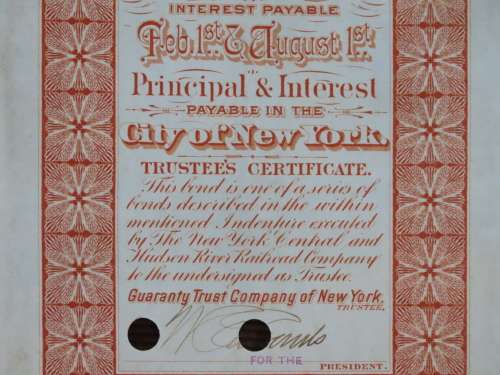 INTEREST PAYABLE
Feb. 1st. & August 1st.
Principal & Interest
PAYABLE IN THE
City of New York.
TRUSTEE'S CERTIFICATE.
This bond is one of a series of
bonds described in the within
mentioned Indenture executed
by The New York Central and
Hudson River Railroad Company
to the undersigned as Trustee.
Guaranty Trust Company of New York,
TRUSTEE,
FOR THE
PRESIDENT.